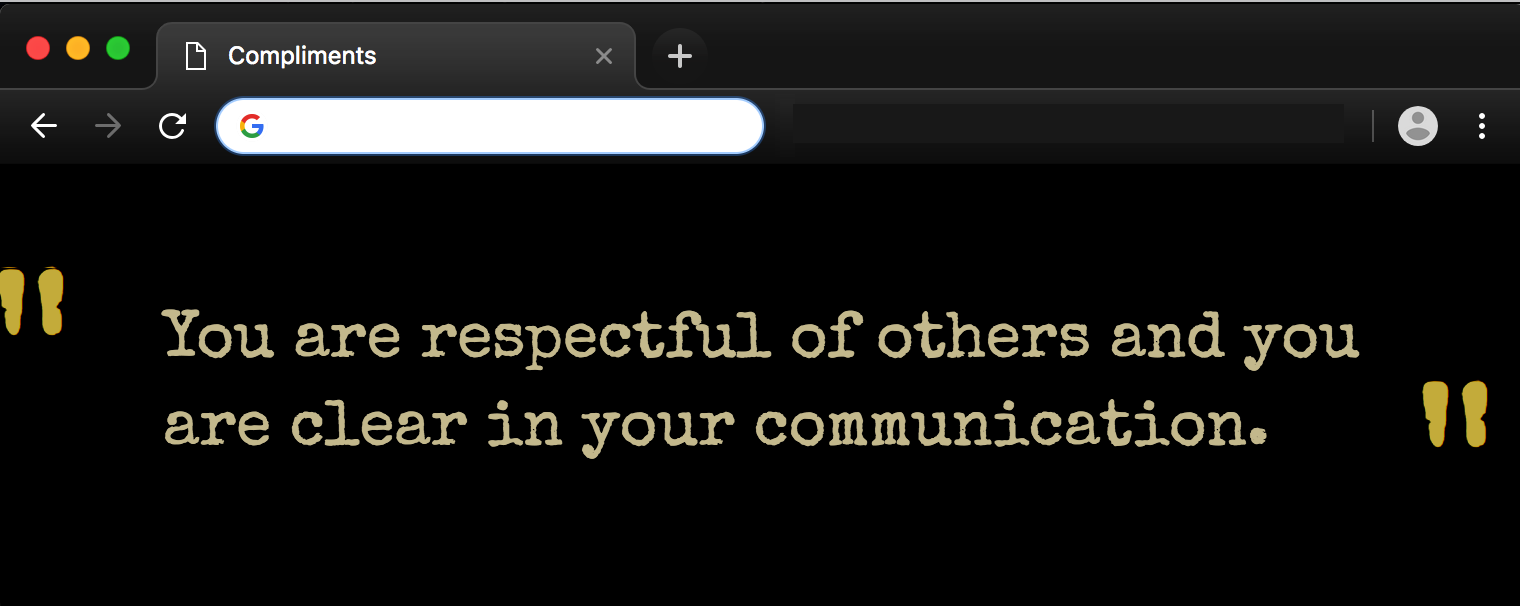 Compliments
"You are respectful of others and you
are clear in your communication."